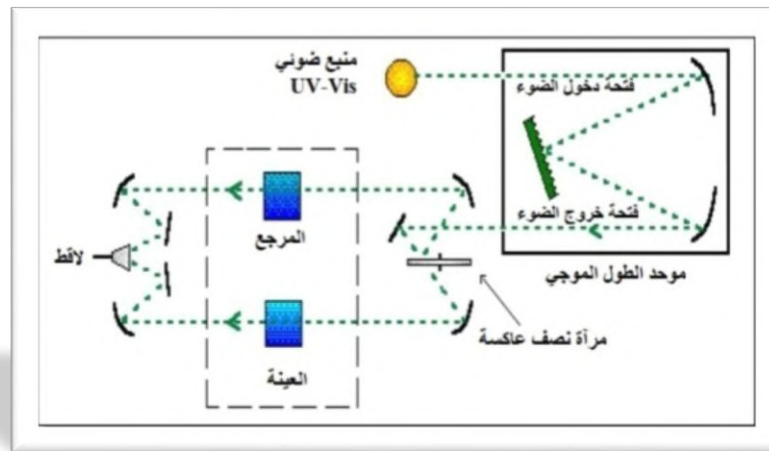 منبع ضوئي
UV-Vis
فتحة دخول الضوء
فتحة خروج الضوء
موحد الطول الموجي
المرجع
لاقط
مرآة نصف عاكسة
العينة